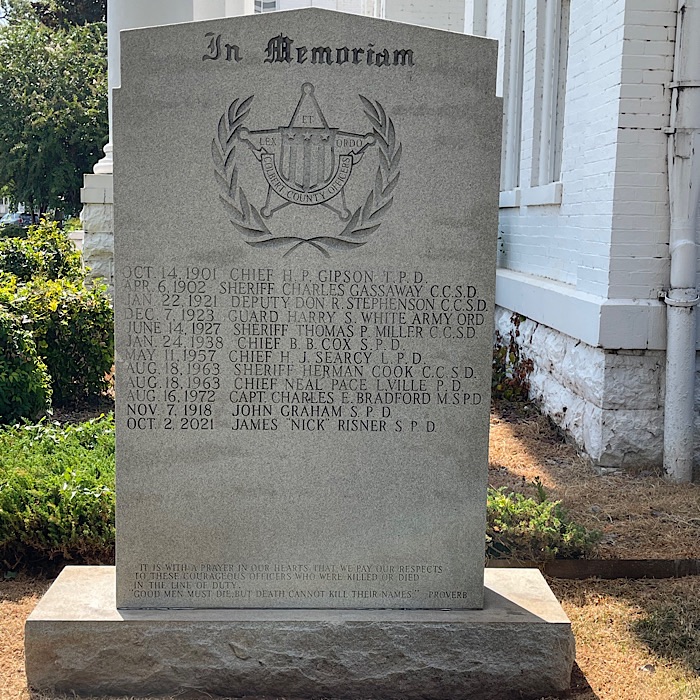 In Memoriam
ET
LEX ORDO
COLBERT COUNTY OFFICERS
OCT. 14, 1901 CHIEF H. P. GIPSON T. P. D.
APR. 6, 1902 SHERIFF CHARLES GASSAWAY C.C.S.D.
JAN. 22, 1921 DEPUTY DON R. STEPHENSON C.C.S.D.
DEC. 7, 1923 GUARD HARRY S. WHITE ARMY ORD
JUNE 14, 1927 SHERIFF THOMAS P. MILLER C.C.S.D.
JAN. 24, 1938 CHIEF B. B. COX S. P. D.
MAY 11, 1957 CHIEF H. J. SEARCY L. P. D.
AUG. 18, 1963 SHERIFF HERMAN COOK C.C.S.D.
AUG. 18, 1963 CHIEF NEAL PACE LVILLE P. D.
AUG. 16, 1972 CAPT. CHARLES E. BRADFORD M.S.P.D.
NOV. 7, 1918 JOHN GRAHAM S. P. D.
OCT. 2, 2021 JAMES "NICK" RISNER S. P. D.
IT IS WITH A PRAYER IN OUR HEARTS THAT WE PAY OUR RESPECTS
TO THESE COURAGEOUS OFFICERS WHO WERE KILLED OR DIED
IN THE LINE OF DUTY.
"GOOD MEN MUST DIE, BUT DEATH CANNOT KILL THEIR NAMES." PROVERB